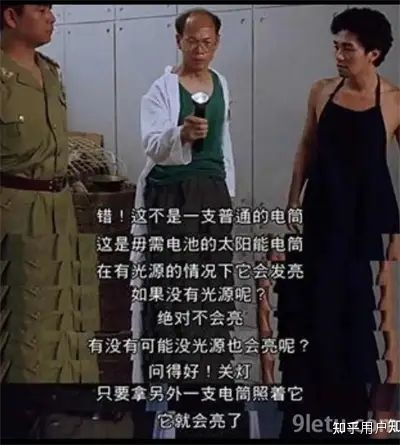 错！这不是一支普通的电筒
这是毋需电池的太阳能电筒
在有光源的情况下它会发亮
如果没有光源呢？
绝对不会亮
有没有可能没光源也会亮呢？
问得好！关灯
只要拿另外一支电筒照着它
它就会亮了
知乎用户知